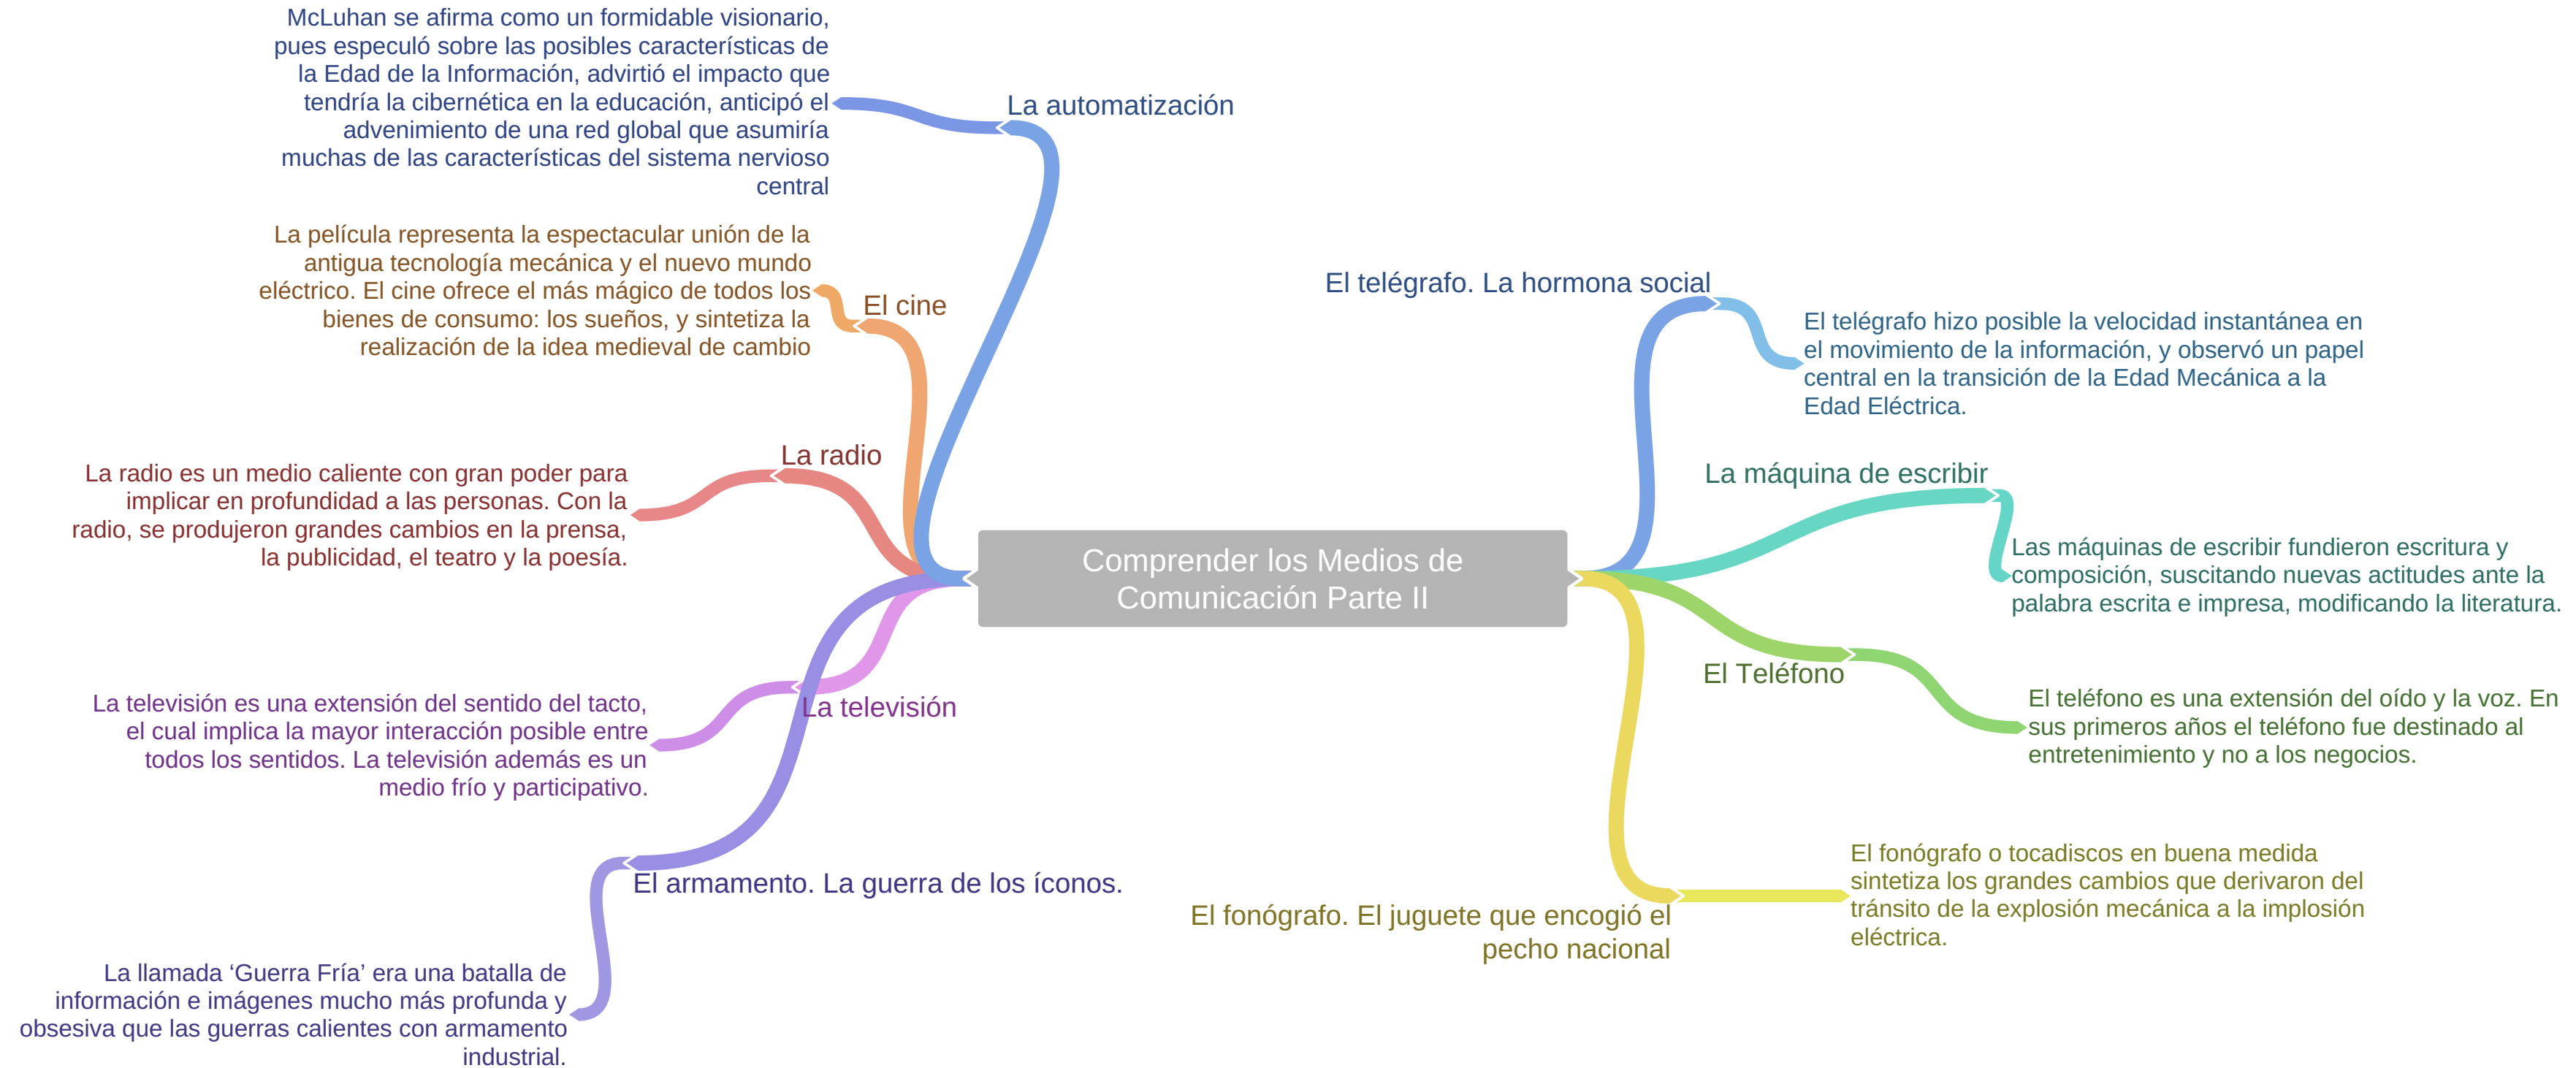 Comprender los Medios de
Comunicación Parte II
El telégrafo. La hormona social
El telégrafo hizo posible la velocidad instantánea en
el movimiento de la información, y observó un papel
central en la transición de la Edad Mecánica a la
Edad Eléctrica.
La máquina de escribir
Las máquinas de escribir fundieron escritura y
composición, suscitando nuevas actitudes ante la
palabra escrita e impresa, modificando la literatura.
El Teléfono
El teléfono es una extensión del oído y la voz. En
sus primeros años el teléfono fue destinado al
entretenimiento y no a los negocios.
El fonógrafo. El juguete que encogió el
pecho nacional
El fonógrafo o tocadiscos en buena medida
sintetiza los grandes cambios que derivaron del
tránsito de la explosión mecánica a la implosión
eléctrica.
La automatización
McLuhan se afirma como un formidable visionario,
pues especuló sobre las posibles características de
la Edad de la Información, advirtió el impacto que
tendría la cibernética en la educación, anticipó el
advenimiento de una red global que asumiría
muchas de las características del sistema nervioso
central
El cine
La película representa la espectacular unión de la
antigua tecnología mecánica y el nuevo mundo
eléctrico. El cine ofrece el más mágico de todos los
bienes de consumo: los sueños, y sintetiza la
realización de la idea medieval de cambio
La radio
La radio es un medio caliente con gran poder para
implicar en profundidad a las personas. Con la
radio, se produjeron grandes cambios en la prensa,
la publicidad, el teatro y la poesía.
La televisión
La televisión es una extensión del sentido del tacto,
el cual implica la mayor interacción posible entre
todos los sentidos. La televisión además es un
medio frío y participativo.
El armamento. La guerra de los íconos.
La llamada ‘Guerra Fría’ era una batalla de
información e imágenes mucho más profunda y
obsesiva que las guerras calientes con armamento
industrial.